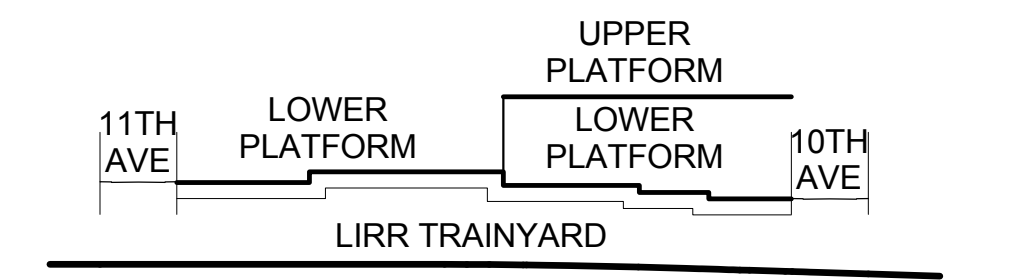 UPPER
PLATFORM
11TH
AVE
LOWER
PLATFORM
LOWER
PLATFORM
10TH
AVE
LIRR TRAINYARD